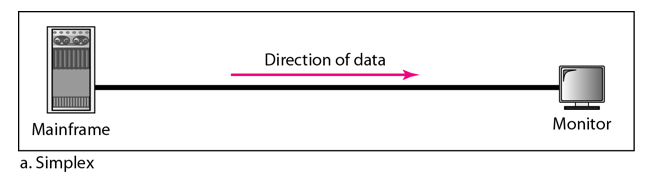 Direction of data
Mainframe
Monitor
a. Simplex